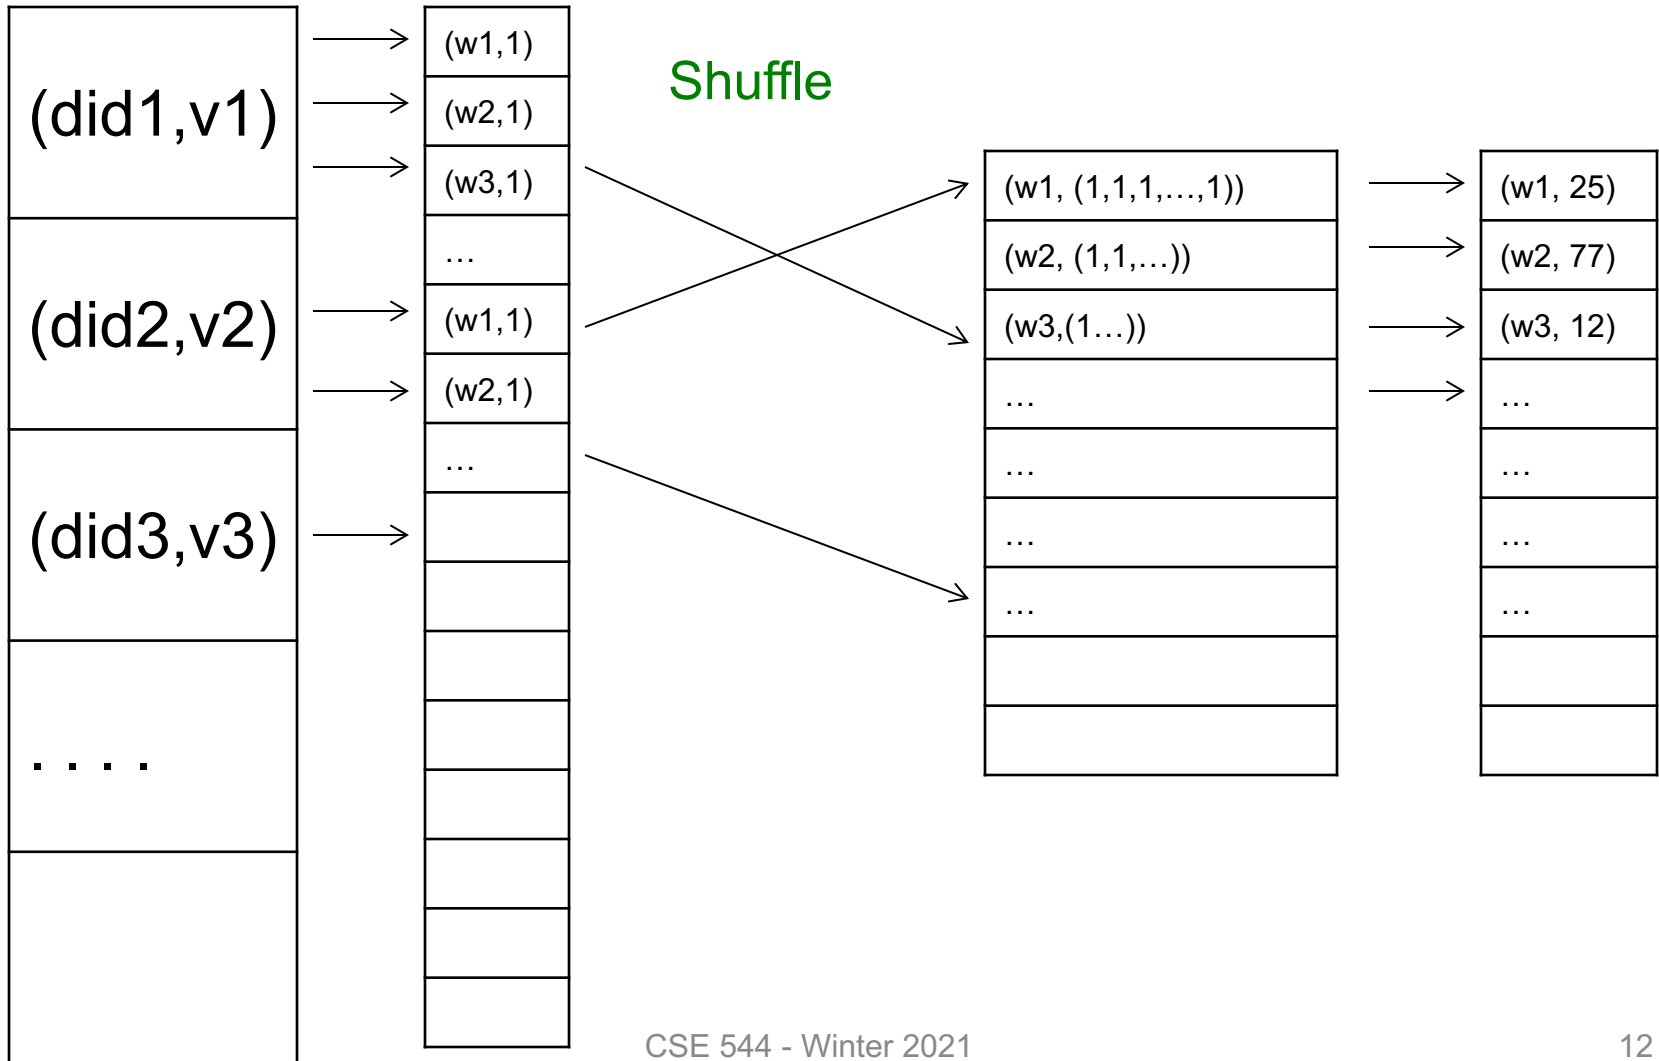 (did1,v1)
(did2,v2)
(did3,v3)
. . . .
(w1,1)
(w2,1)
(w3,1)
…
(w1,1)
(w2,1)
…
Shuffle
(w1, (1,1,1,…,1))
(w2, (1,1,…))
(w3,(1…))
…
…
…
…
(w1, 25)
(w2, 77)
(w3, 12)
…
…
…
…
CSE 544 - Winter 2021
12